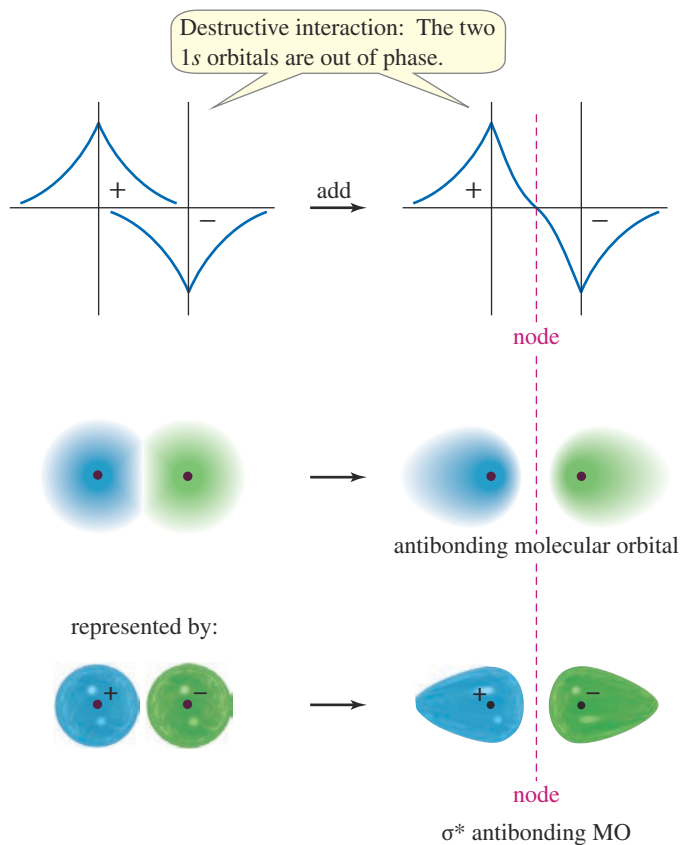 Destructive interaction: The two
1s orbitals are out of phase.
+
−
add
+
−
node
antibonding molecular orbital
represented by:
+
−
+
−
node
σ* antibonding MO